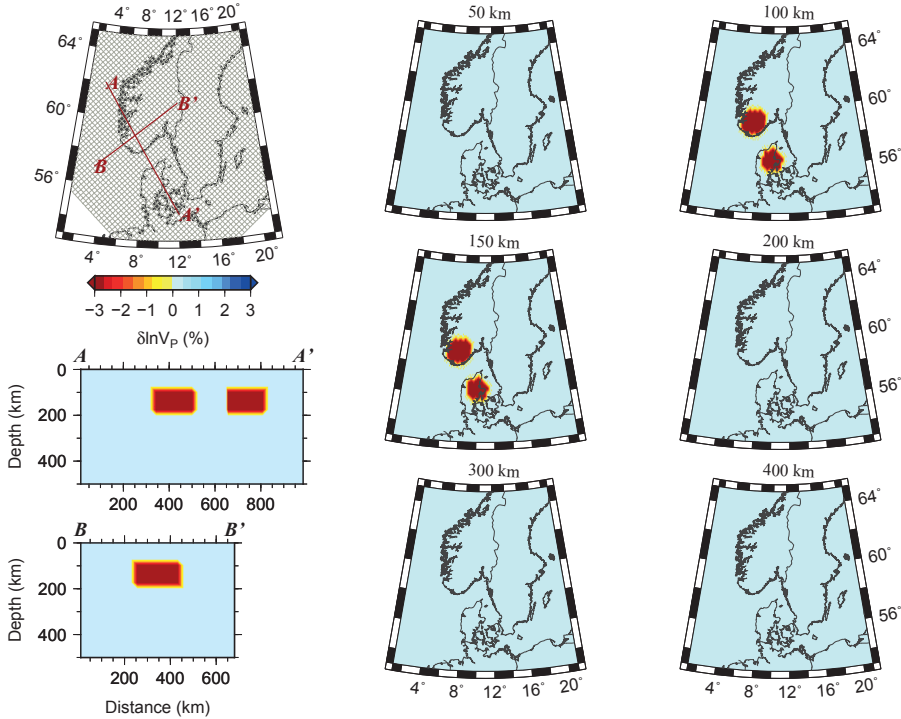 4° 8° 12° 16° 20°
64°
60°
56°
A
B'
B
A'
4° 8° 12° 16° 20°
−3 −2 −1 0 1 2 3
δlnVP (%)
A A'
0
200
400
Depth (km)
200 400 600 800
B B'
0
200
400
Depth (km)
0 200 400 600
Distance (km)
50 km
100 km
64°
60°
56°
150 km
200 km
64°
60°
56°
300 km
4° 8° 12° 16° 20°
400 km
64°
60°
56°
4° 8° 12° 16° 20°